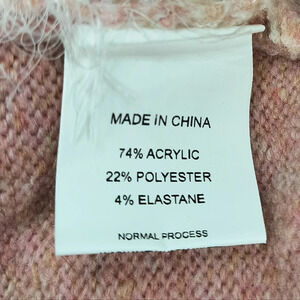 MADE IN CHINA
74% ACRYLIC
22% POLYESTER
4% ELASTANE
NORMAL PROCESS